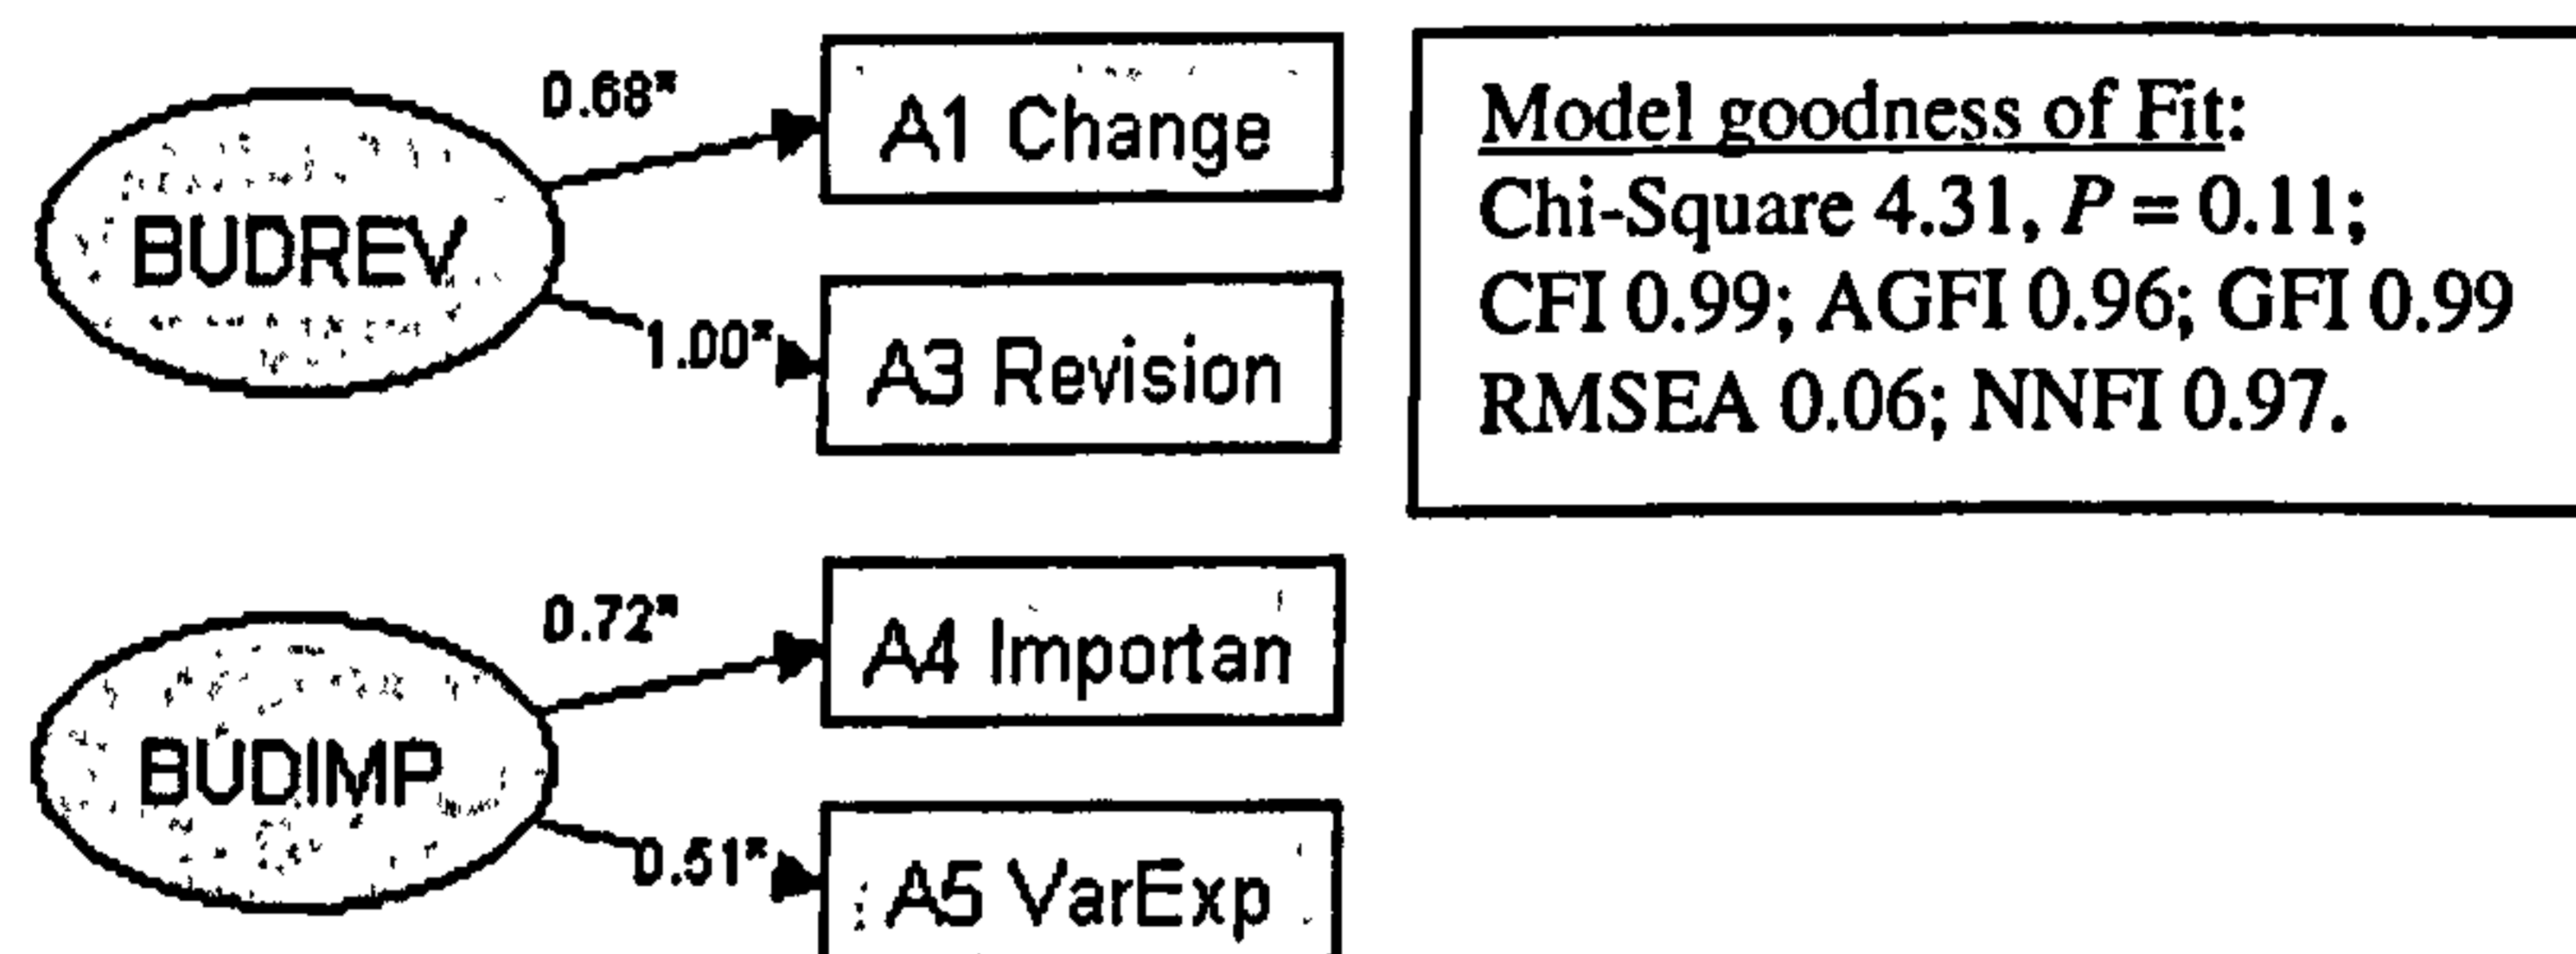 0.68*
A1 Change
BUDREV
1.00*
A3 Revision
Model goodness of Fit:
Chi-Square 4.31, P = 0.11;
CFI 0.99; AGFI 0.96; GFI 0.99
RMSEA 0.06; NNFI 0.97.
0.72*
A4 Importan
BUDIMP
0.51*
A5 VarExp